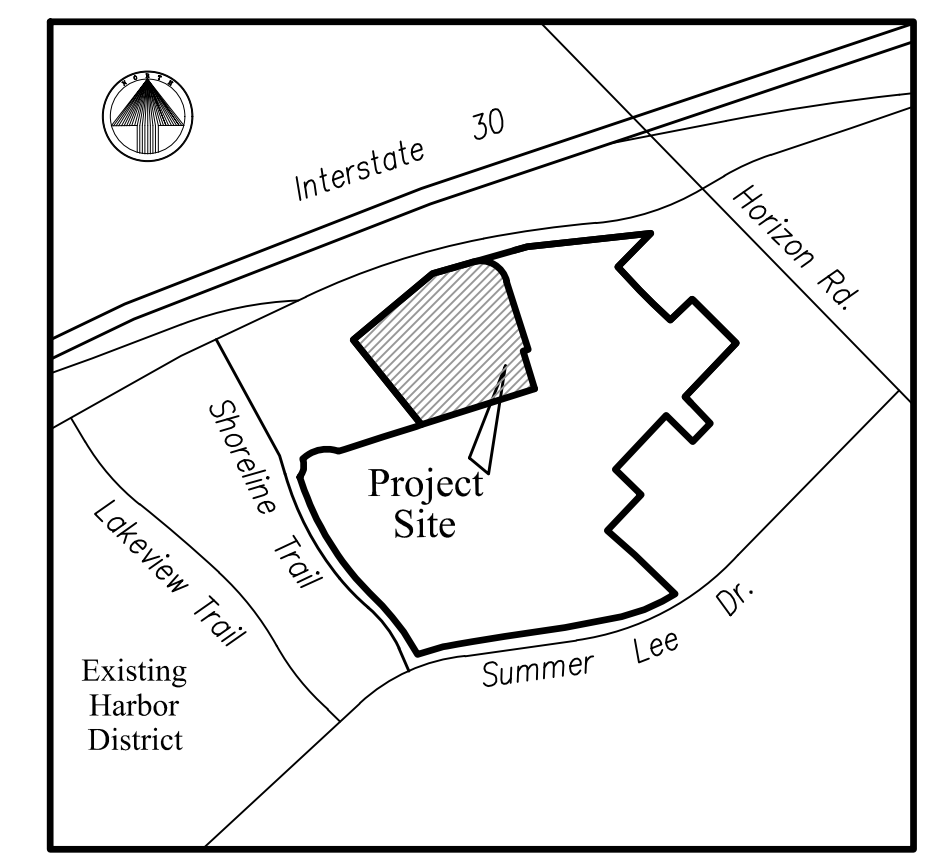 NORTH
Interstate 30
Horizon Rd.
Shoreline Trail
Project
Site
Lakeview Trail
Summer Lee Dr.
Existing
Harbor
District